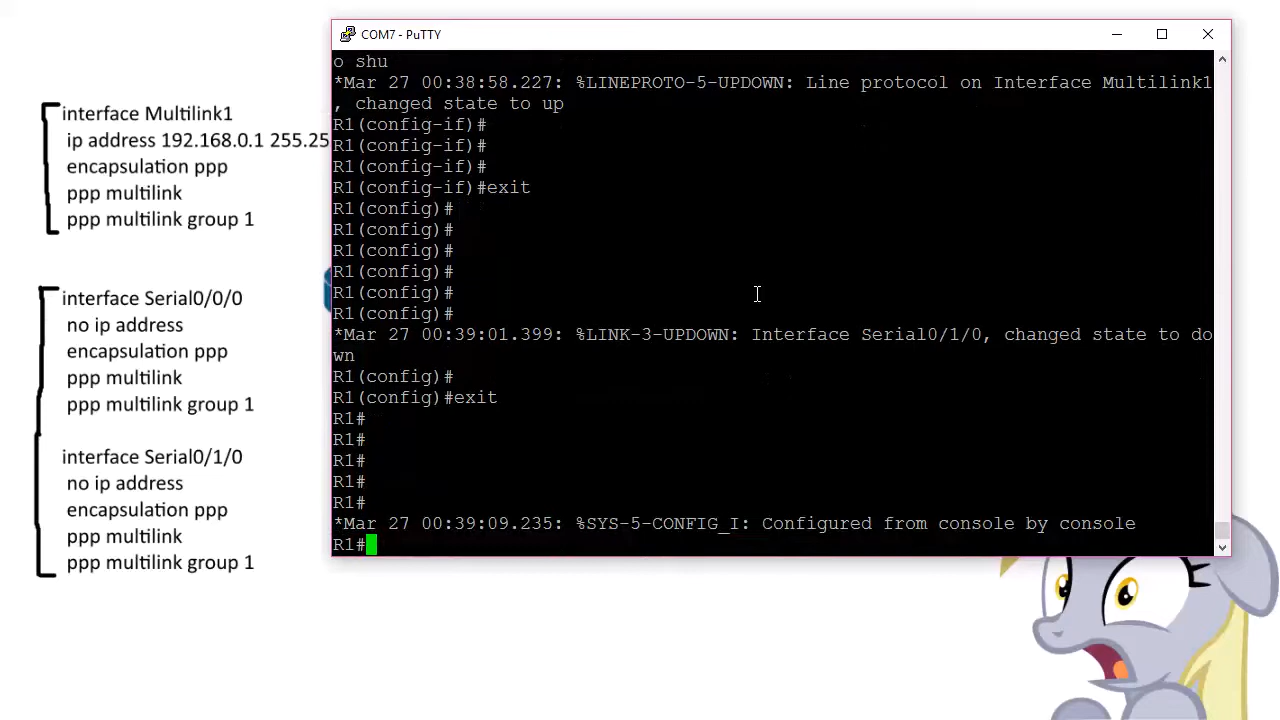 COM7 - PuTTY
interface Multilink1
ip address 192.168.0.1 255.25
encapsulation ppp
ppp multilink
ppp multilink group 1
interface Serial0/0/0
no ip address
encapsulation ppp
ppp multilink
ppp multilink group 1
interface Serial0/1/0
no ip address
encapsulation ppp
ppp multilink
ppp multilink group 1
o shu
*Mar 27 00:38:58.227: %LINEPROTO-5-UPDOWN: Line protocol on Interface Multilink1
, changed state to up
R1(config-if)#
R1(config-if)#
R1(config-if)#
R1(config-if)#exit
R1(config)#
R1(config)#
R1(config)#
R1(config)#
R1(config)#
R1(config)#
*Mar 27 00:39:01.399: %LINK-3-UPDOWN: Interface Serial0/1/0, changed state to do
wn
R1(config)#
R1(config)#exit
R1#
R1#
R1#
R1#
R1#
*Mar 27 00:39:09.235: %SYS-5-CONFIG_I: Configured from console by console
R1#